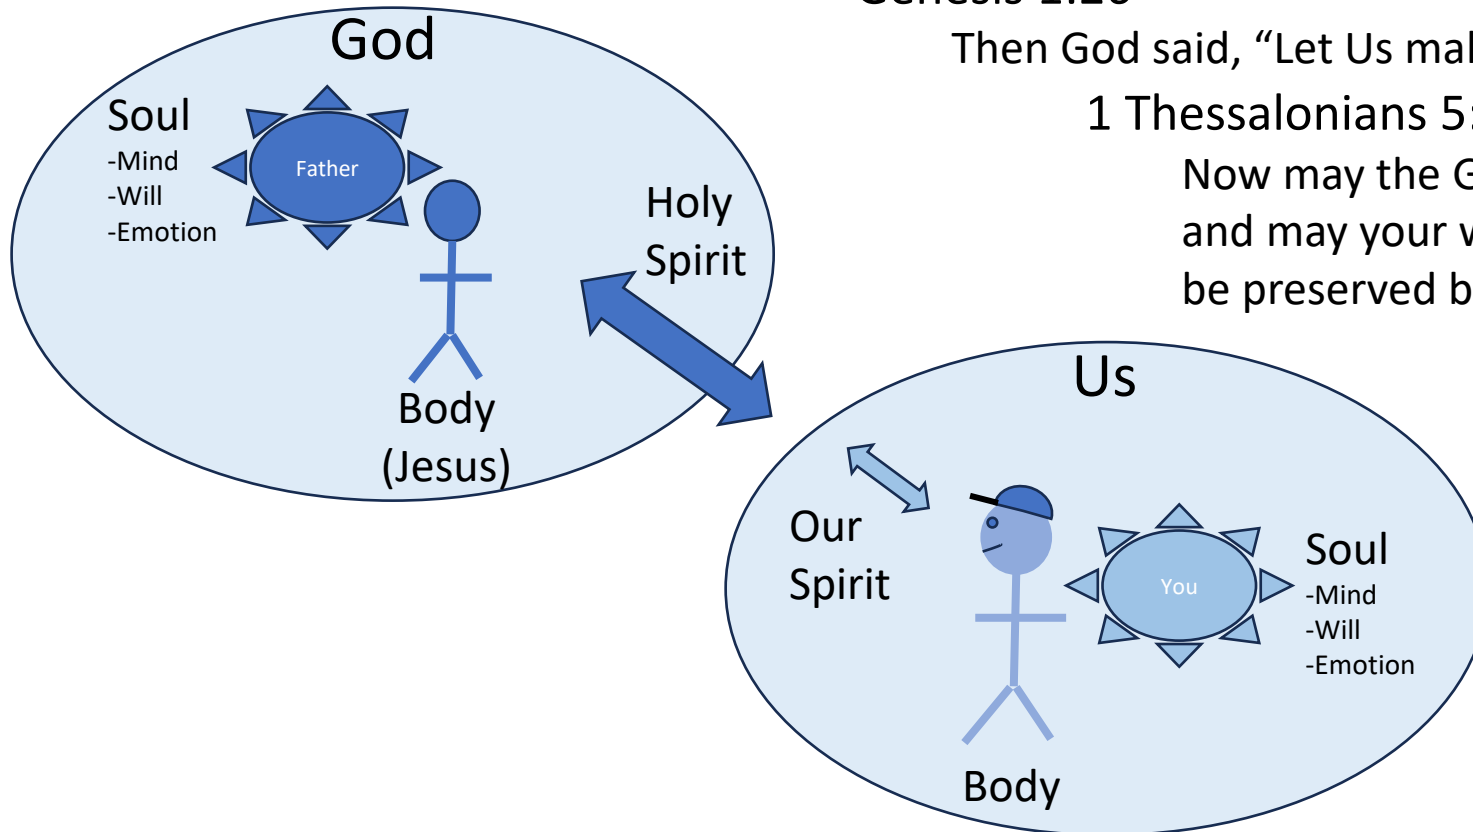 God
Soul
-Mind
-Will
-Emotion
Father
Holy
Spirit
Body
(Jesus)
Then God said, “Let Us
1 Thessalonians 5:
Now may the
and may your
be preserved
Us
Our
Spirit
You
Soul
-Mind
-Will
-Emotion
Body